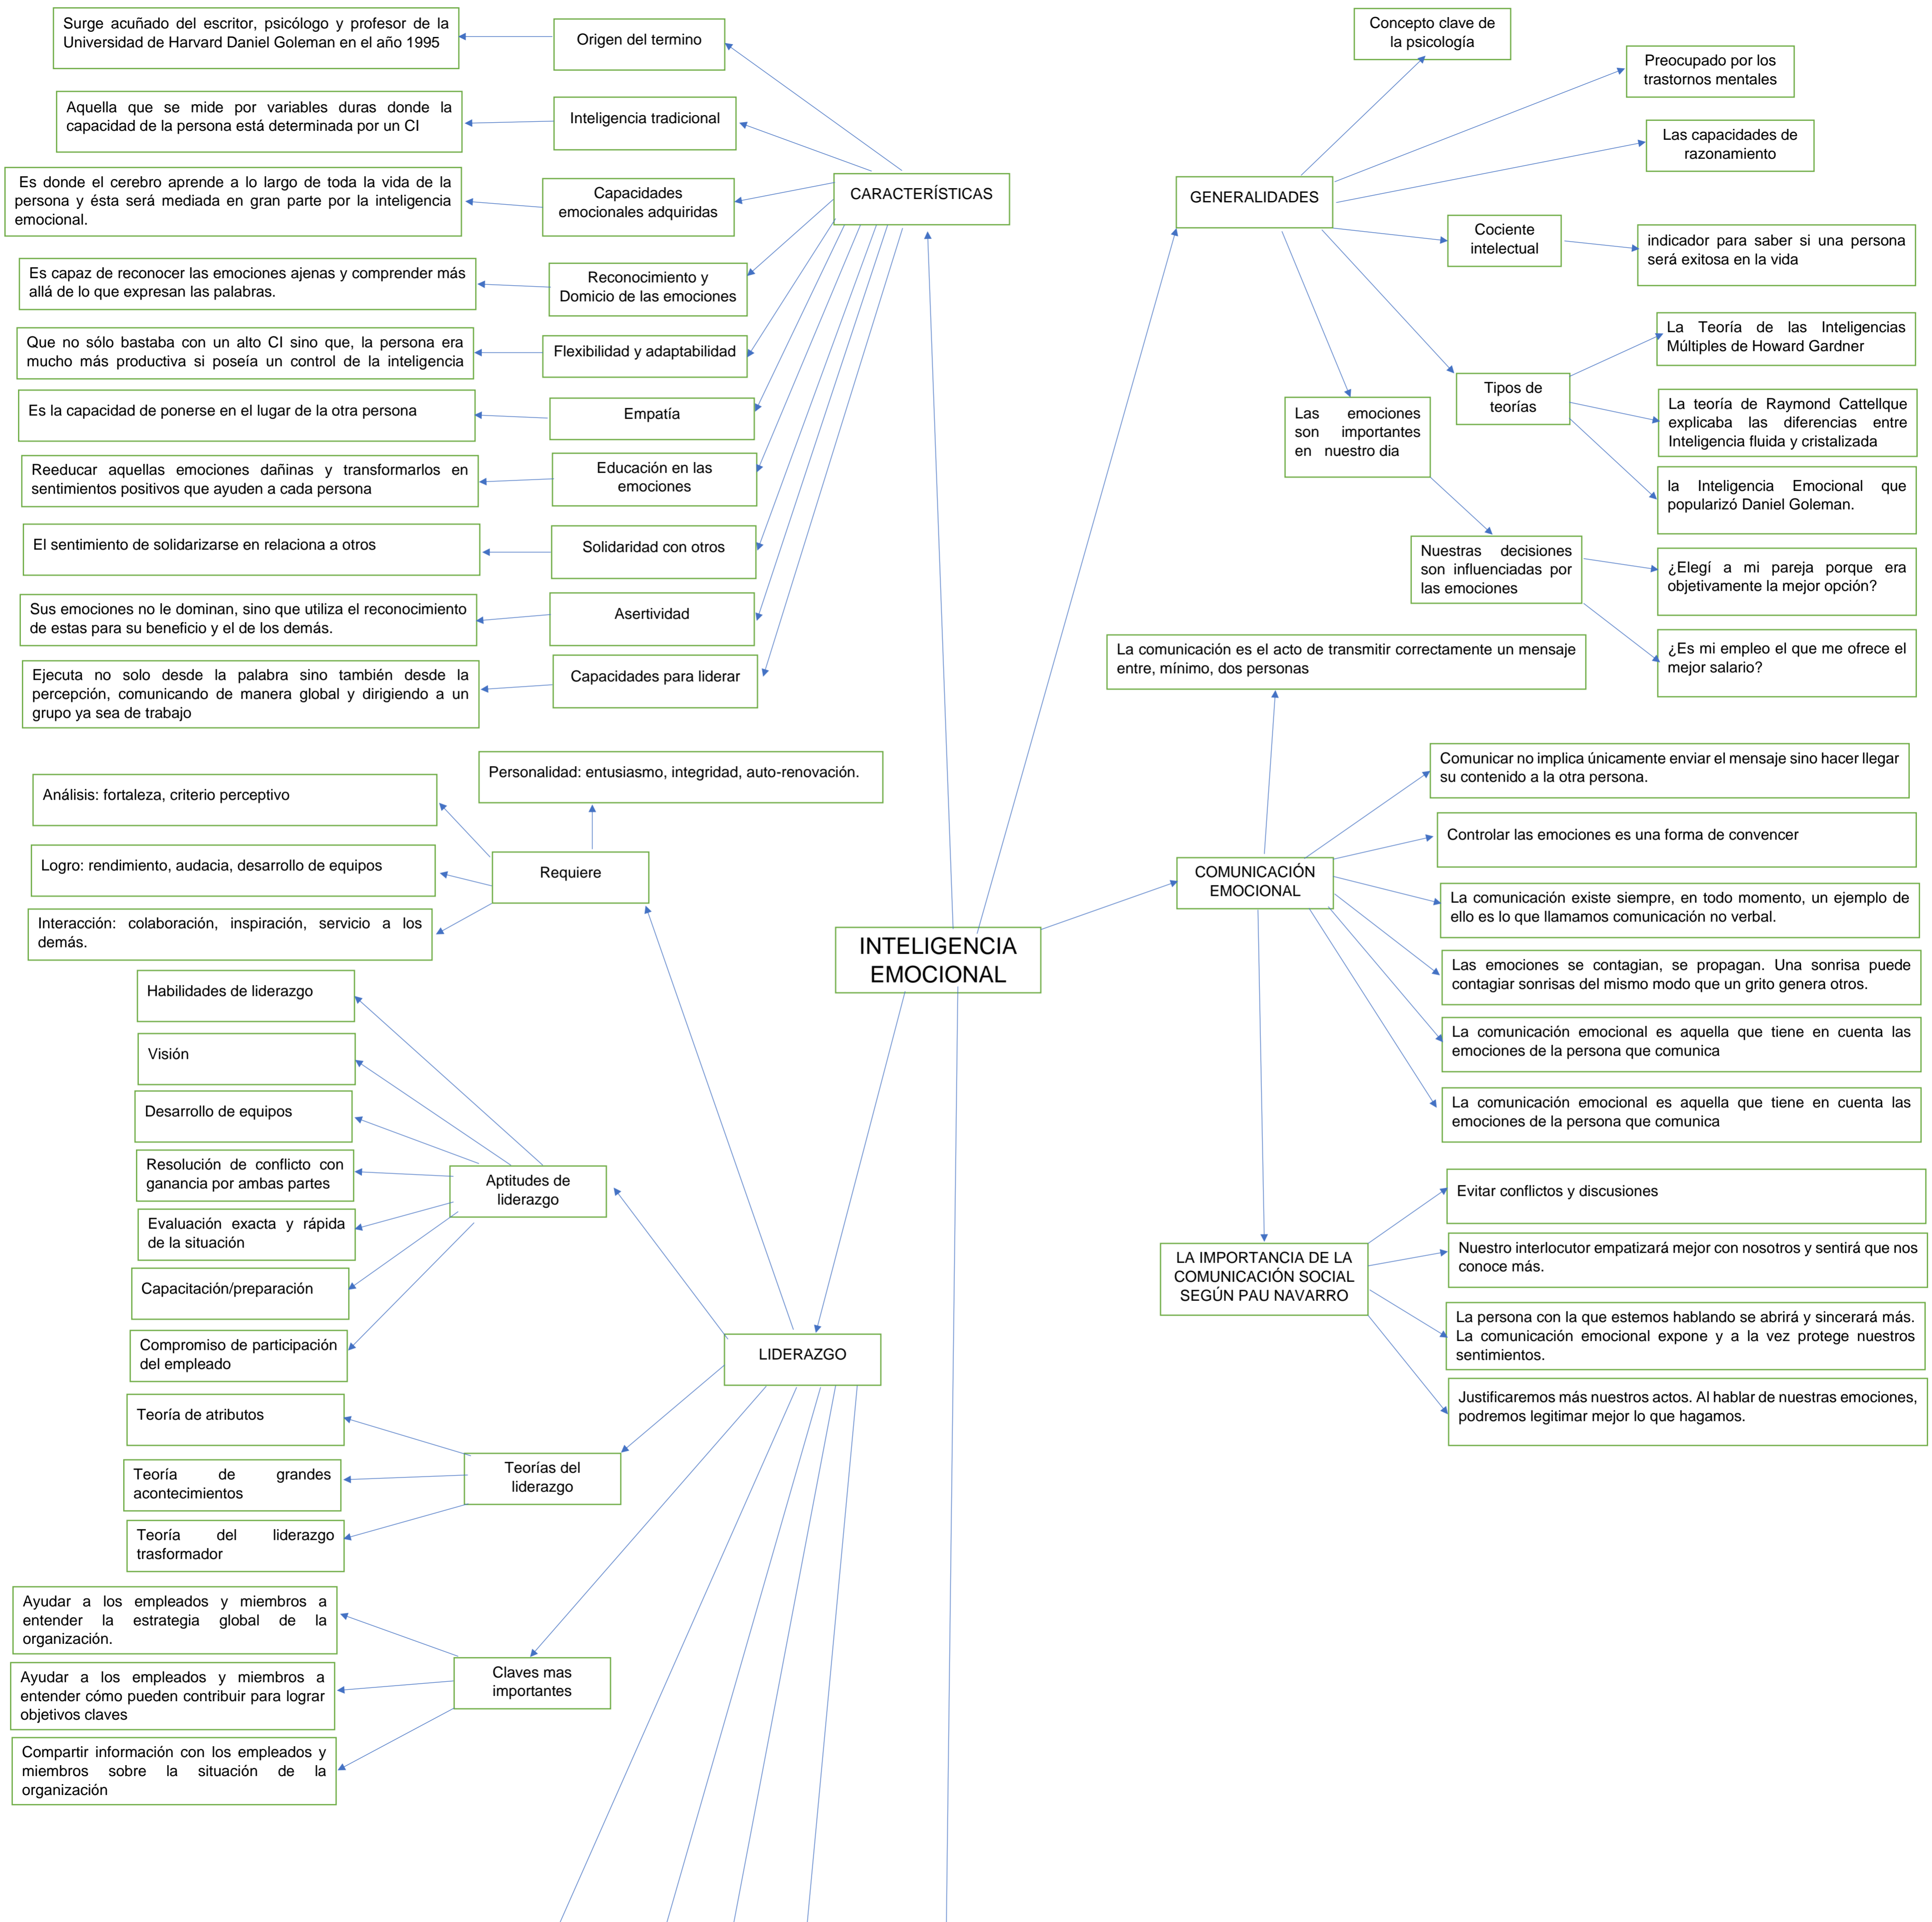 Surge acuñado del escritor, psicólogo y profesor de la
Universidad de Harvard Daniel Goleman en el año 1995
Origen del termino
Aquella que se mide por variables duras donde la
capacidad de la persona está determinada por un CI
Inteligencia tradicional
Es donde el cerebro aprende a lo largo de toda la vida de la
persona y ésta será mediada en gran parte por la inteligencia
emocional.
Capacidades
emocionales adquiridas
CARACTERÍSTICAS
Es capaz de reconocer las emociones ajenas y comprender más
allá de lo que expresan las palabras.
Reconocimiento y
Domicio de las emociones
Que no sólo bastaba con un alto CI sino que, la persona era
mucho más productiva si poseía un control de la inteligencia
Flexibilidad y adaptabilidad
Es la capacidad de ponerse en el lugar de la otra persona
Empatía
Reeducar aquellas emociones dañinas y transformarlos en
sentimientos positivos que ayuden a cada persona
Educación en las
emociones
El sentimiento de solidarizarse en relaciona a otros
Solidaridad con otros
Sus emociones no le dominan, sino que utiliza el reconocimiento
de estas para su beneficio y el de los demás.
Asertividad
Ejecuta no solo desde la palabra sino también desde la
percepción, comunicando de manera global y dirigiendo a un
grupo ya sea de trabajo
Capacidades para liderar
Concepto clave de
la psicología
Preocupado por los
trastornos mentales
Las capacidades de
razonamiento
GENERALIDADES
Cociente
intelectual
indicador para saber si una persona
será exitosa en la vida
La Teoría de las Inteligencias
Múltiples de Howard Gardner
Tipos de
teorías
La teoría de Raymond Cattellque
explicaba las diferencias entre
Inteligencia fluida y cristalizada
la Inteligencia Emocional que
popularizó Daniel Goleman.
Las emociones
son importantes
en nuestro dia
Nuestras decisiones
son influenciadas por
las emociones
¿Elegí a mi pareja porque era
objetivamente la mejor opción?
¿Es mi empleo el que me ofrece el
mejor salario?
La comunicación es el acto de transmitir correctamente un mensaje
entre, mínimo, dos personas
Comunicar no implica únicamente enviar el mensaje sino hacer llegar
su contenido a la otra persona.
Controlar las emociones es una forma de convencer
COMUNICACIÓN
EMOCIONAL
La comunicación existe siempre, en todo momento, un ejemplo de
ello es lo que llamamos comunicación no verbal.
Las emociones se contagian, se propagan. Una sonrisa puede
contagiar sonrisas del mismo modo que un grito genera otros.
La comunicación emocional es aquella que tiene en cuenta las
emociones de la persona que comunica
La comunicación emocional es aquella que tiene en cuenta las
emociones de la persona que comunica
LA IMPORTANCIA DE LA
COMUNICACIÓN SOCIAL
SEGÚN PAU NAVARRO
Evitar conflictos y discusiones
Nuestro interlocutor empatizará mejor con nosotros y sentirá que nos
conoce más.
La persona con la que estemos hablando se abrirá y sincerará más.
La comunicación emocional expone y a la vez protege nuestros
sentimientos.
Justificaremos más nuestros actos. Al hablar de nuestras emociones,
podremos legitimar mejor lo que hagamos.
INTELIGENCIA
EMOCIONAL
Personalidad: entusiasmo, integridad, auto-renovación.
Análisis: fortaleza, criterio perceptivo
Logro: rendimiento, audacia, desarrollo de equipos
Requiere
Interacción: colaboración, inspiración, servicio a los
demás.
Habilidades de liderazgo
Visión
Desarrollo de equipos
Resolución de conflicto con
ganancia por ambas partes
Aptitudes de
liderazgo
Evaluación exacta y rápida
de la situación
Capacitación/preparación
Compromiso de participación
del empleado
LIDERAZGO
Teoría de atributos
Teoría de grandes
acontecimientos
Teorías del
liderazgo
Teoría del liderazgo
trasformador
Ayudar a los empleados y miembros a
entender la estrategia global de la
organización.
Ayudar a los empleados y miembros a
entender cómo pueden contribuir para lograr
objetivos claves
Claves mas
importantes
Compartir información con los empleados y
miembros sobre la situación de la
organización